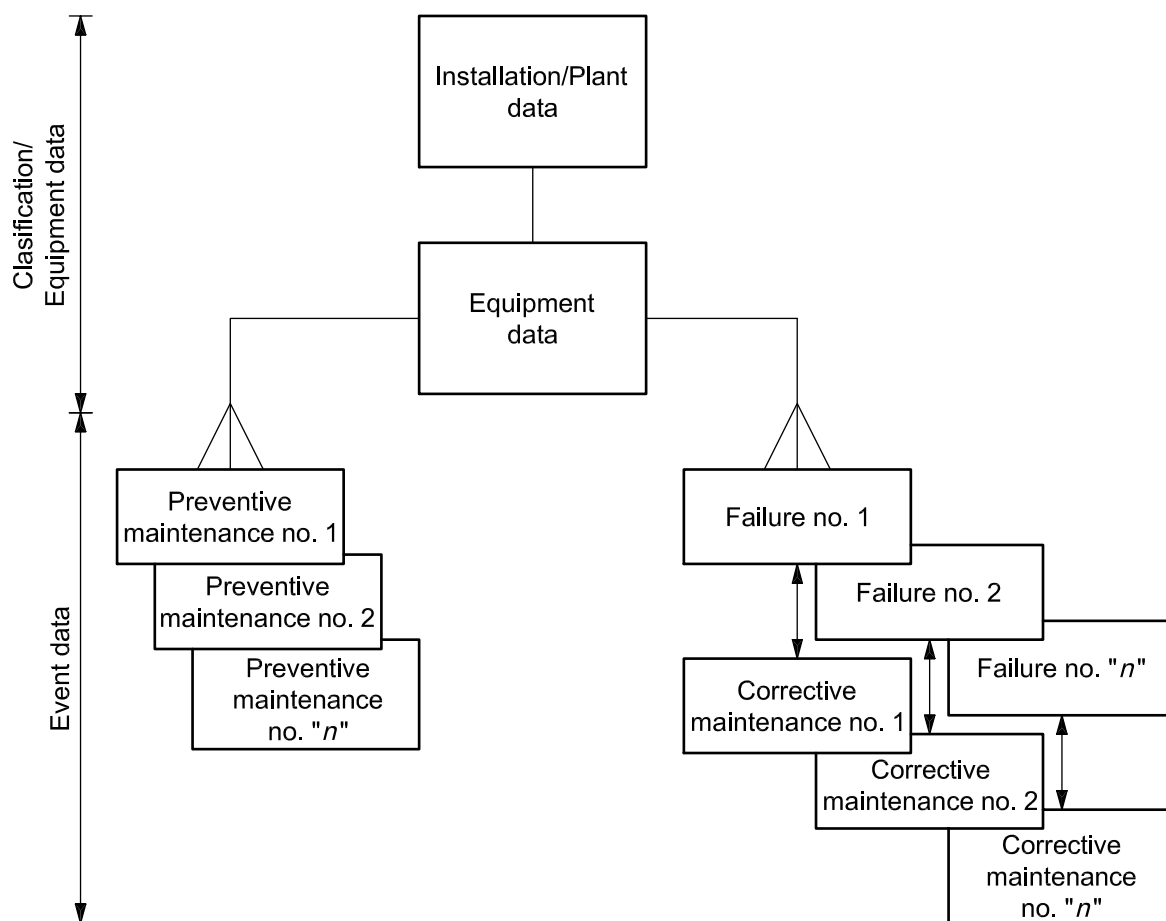 Installation/Plant
data
Clasification/
Equipment data
Equipment
data
Event data
Preventive
maintenance no. 1
Preventive
maintenance no. 2
Preventive
maintenance
no. "n"
Failure no. 1
Failure no. 2
Failure no. "n"
Corrective
maintenance no. 1
Corrective
maintenance no. 2
Corrective
maintenance
no. "n"